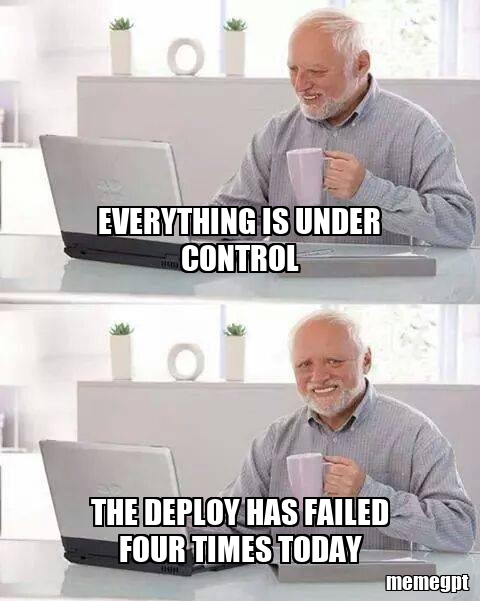 EVERYTHING IS UNDER
CONTROL
THE DEPLOY HAS FAILED
FOUR TIMES TODAY
memegpt